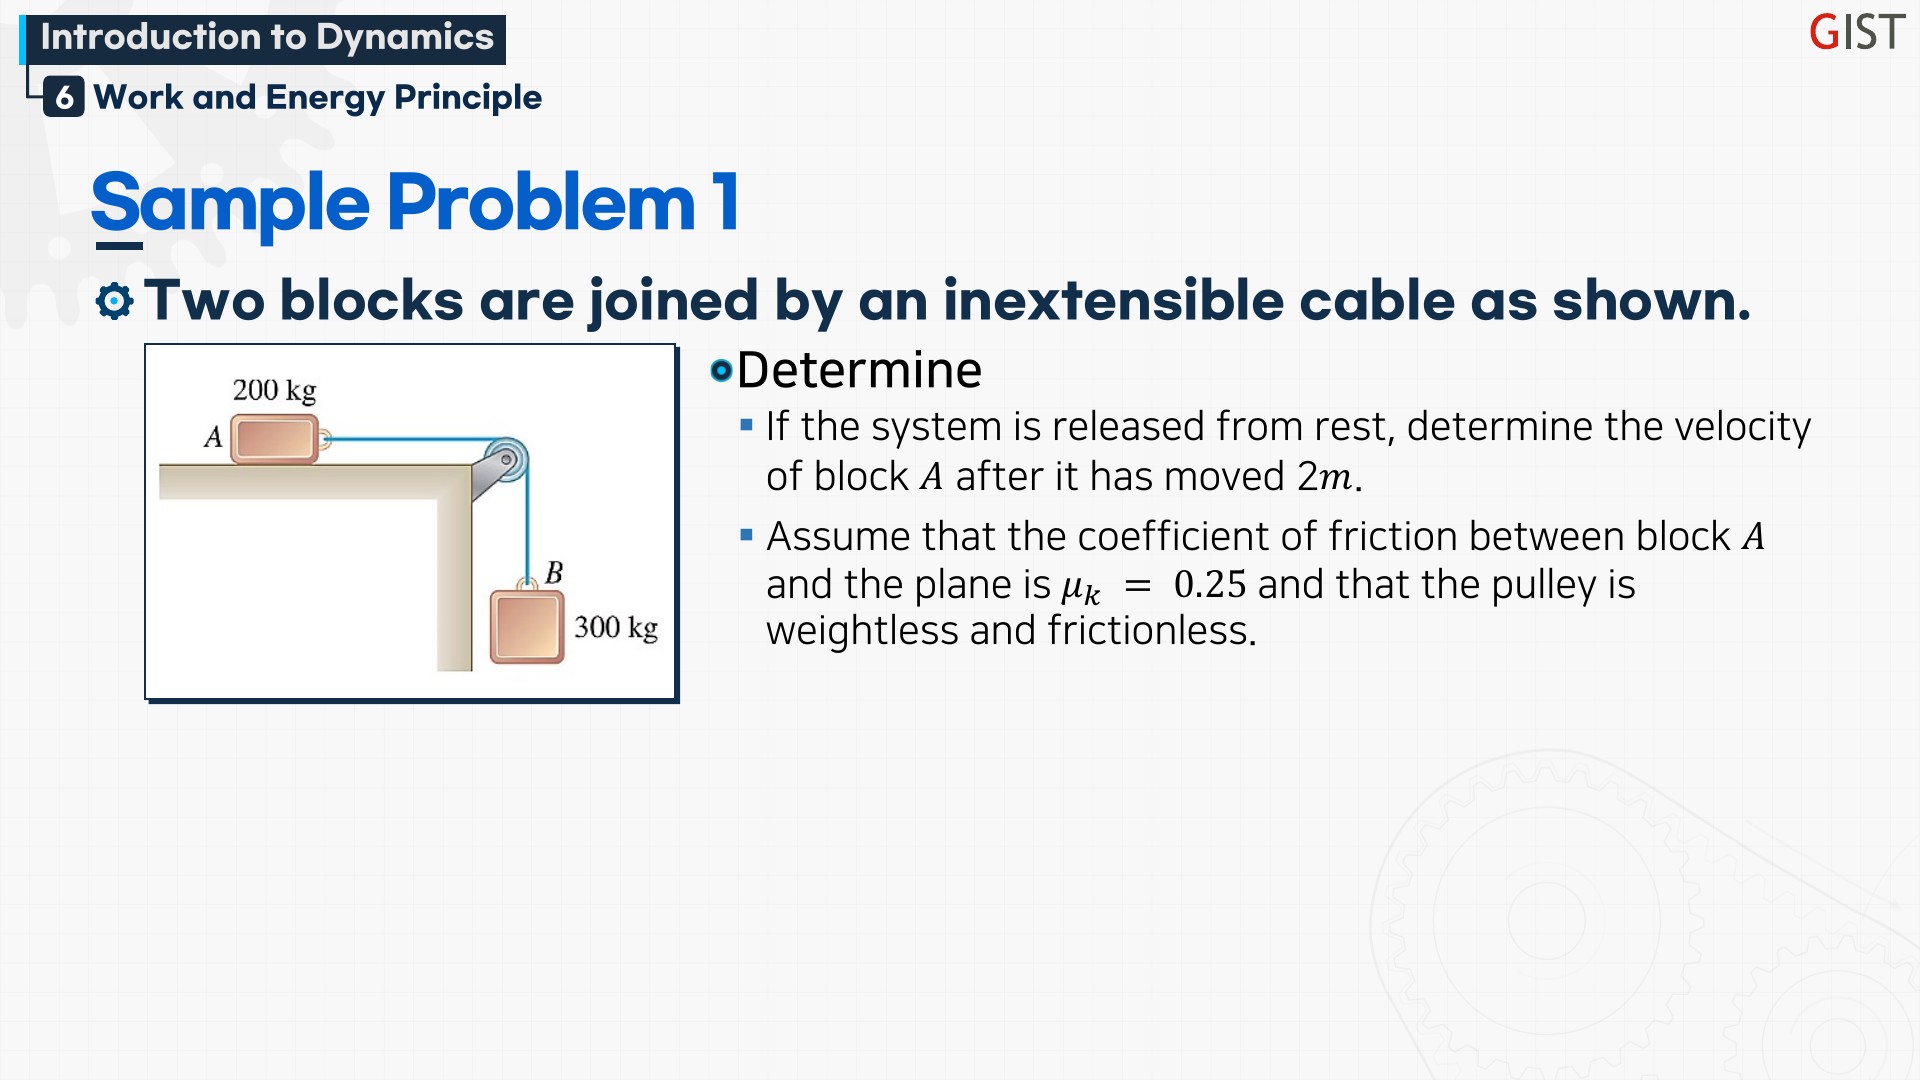 Introduction to Dynamics
GIST
6 Work and Energy Principle
Sample Problem 1
Two blocks are joined by an inextensible cable as shown.
200 kg
A
B
300 kg
Determine
If the system is released from rest, determine the velocity
of block A after it has moved 2m.
Assume that the coefficient of friction between block A
and the plane is μk = 0.25 and that the pulley is
weightless and frictionless.